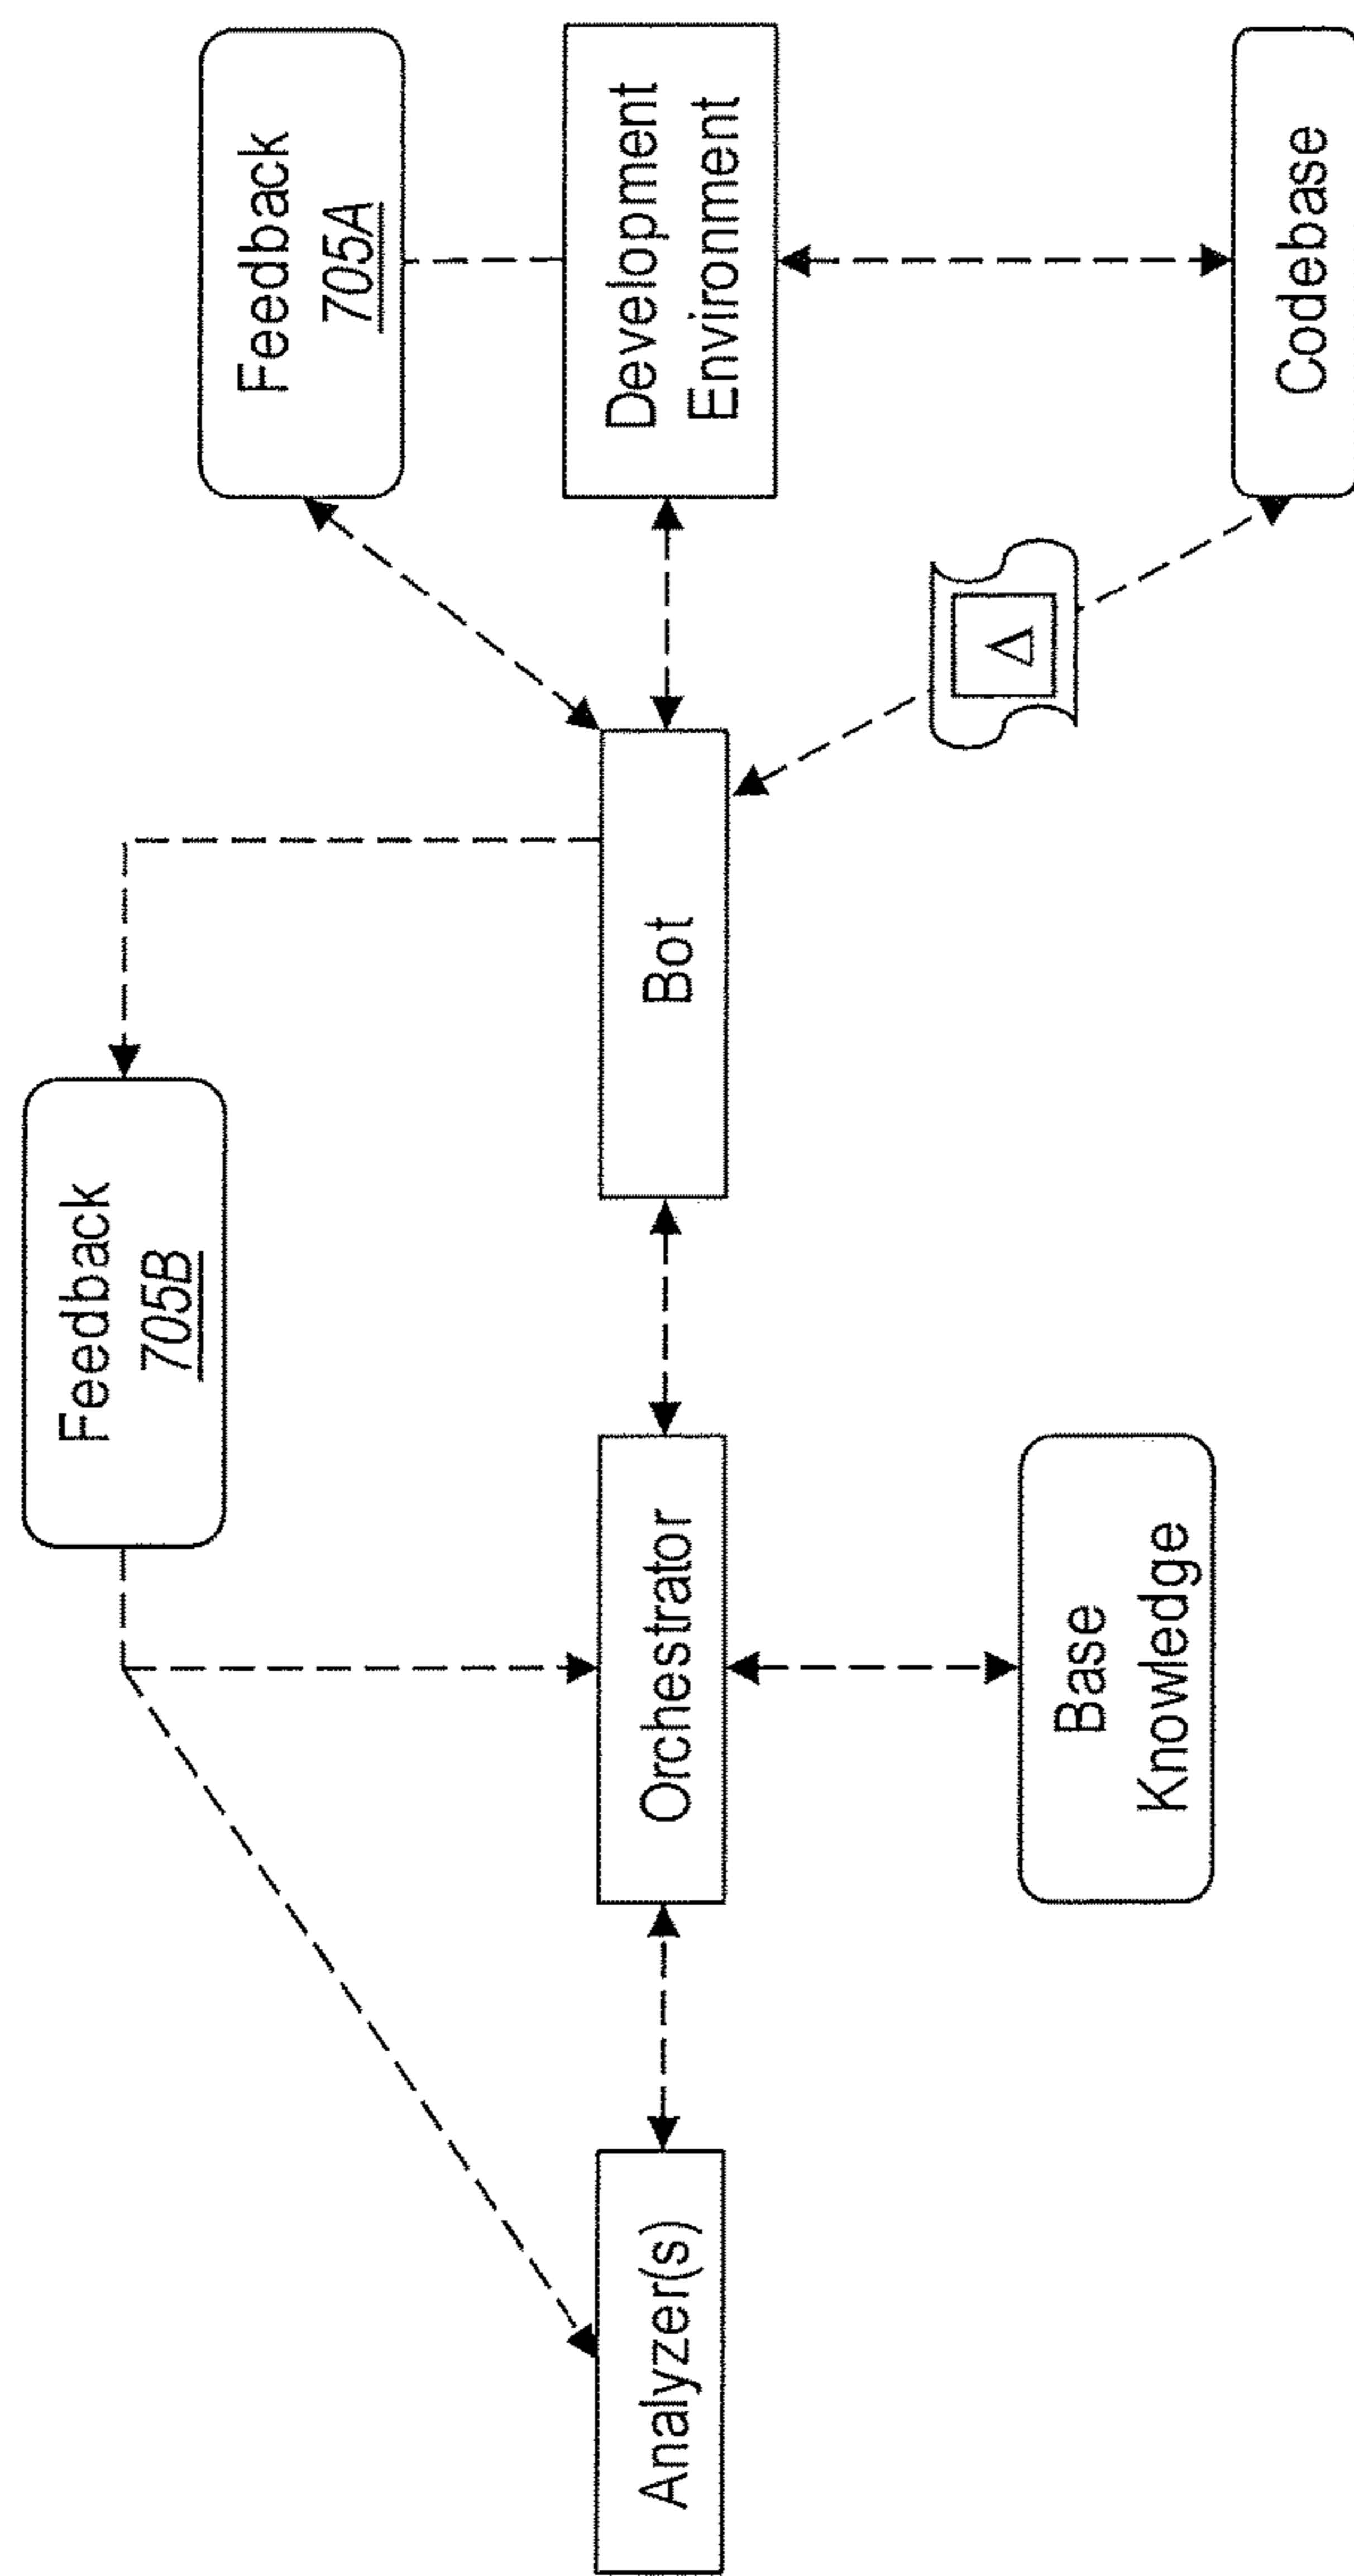 Feedback
705B
Feedback
705A
Analyzer(s)
Orchestrator
Bot
Development
Environment
Δ
Base
Knowledge
Codebase